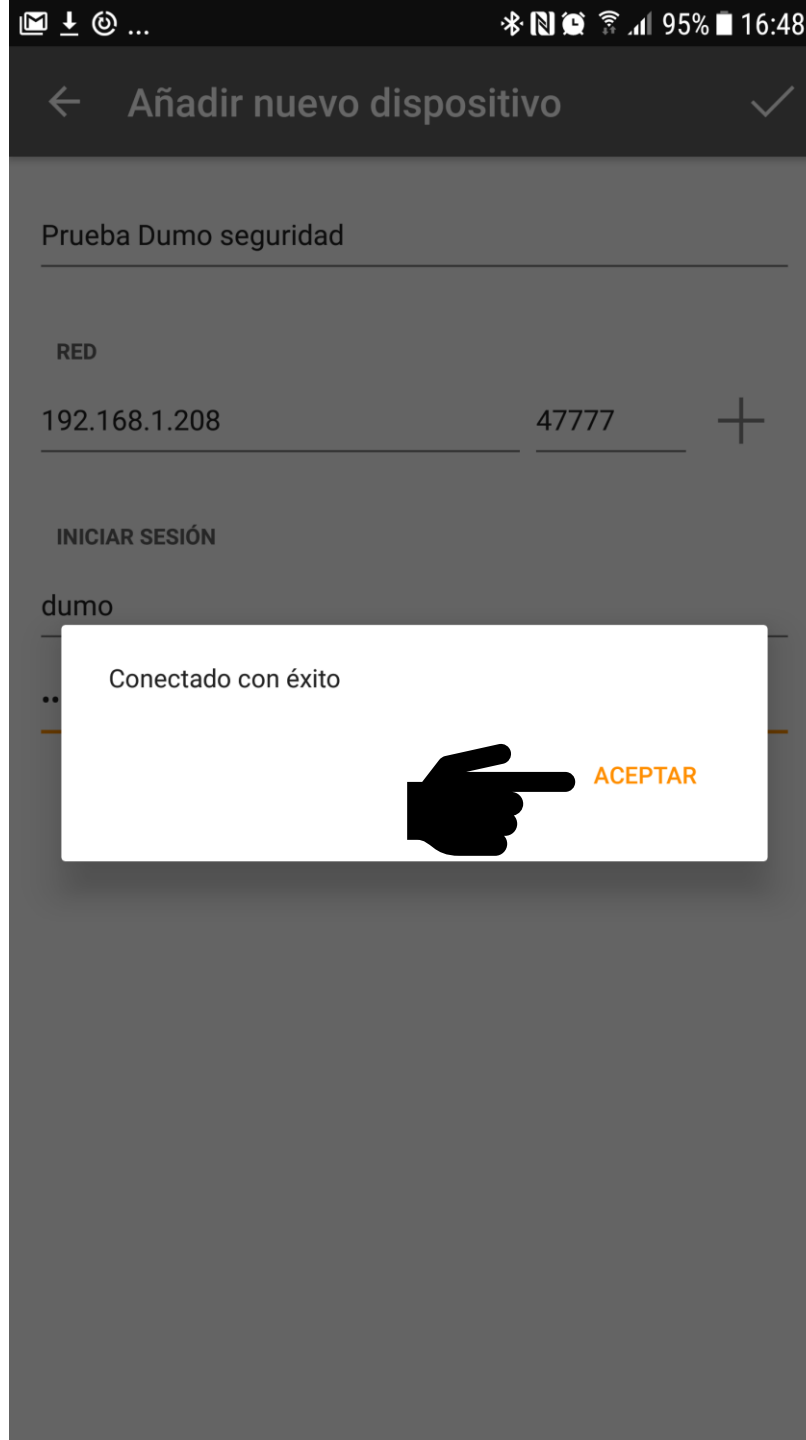 ... 95% 16:48
Añadir nuevo dispositivo
Prueba Dumo seguridad
RED
192.168.1.208 47777
INICIAR SESIÓN
dumo
Conectado con éxito
ACEPTAR